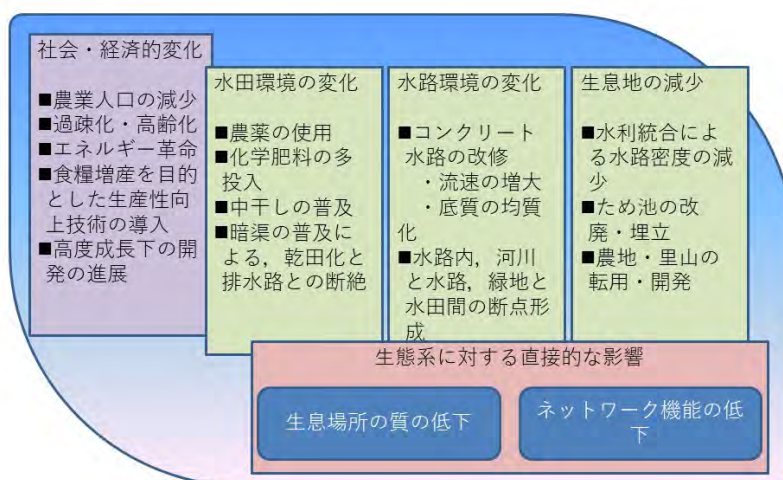 社会・経済的変化
■農業人口の減少
■過疎化・高齢化
■エネルギー革命
■食糧増産を目的
とした生産性向
上技術の導入
■高度成長下の開
発の進展
水田環境の変化
■農薬の使用
■化学肥料の多
投入
■中干しの普及
■暗渠の普及に
よる，乾田化と
排水路との断絶
水路環境の変化
■コンクリート
水路の改修
・流速の増大
・底質の均質
化
■水路内，河川
と水路，緑地と
水田間の断点形
成
生息地の減少
■水利統合によ
る水路密度の減
少
■ため池の改
廃・埋立
■農地・里山の
転用・開発
生態系に対する直接的な影響
生息場所の質の低下
ネットワーク機能の低
下